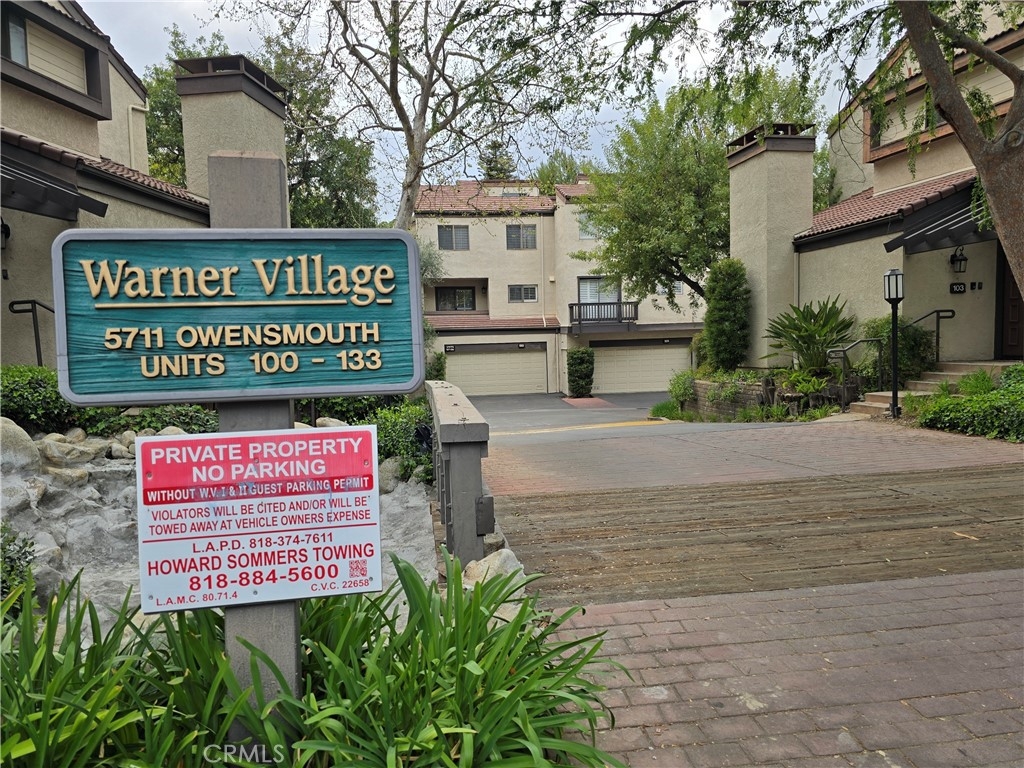 Warner Village
5711 OWENSMOUTH
UNITS 100 - 133
PRIVATE PROPERTY
NO PARKING
WITHOUT W.V. I & II GUEST PARKING PERMIT
VIOLATORS WILL BE CITED AND/OR WILL BE
TOWED AWAY AT VEHICLE OWNERS EXPENSE
L.A.P.D. 818-374-7611
HOWARD SOMMERS TOWING
818-884-5600
L.A.M.C. 80.71.4 C.V.C. 22658
103
CRMLS